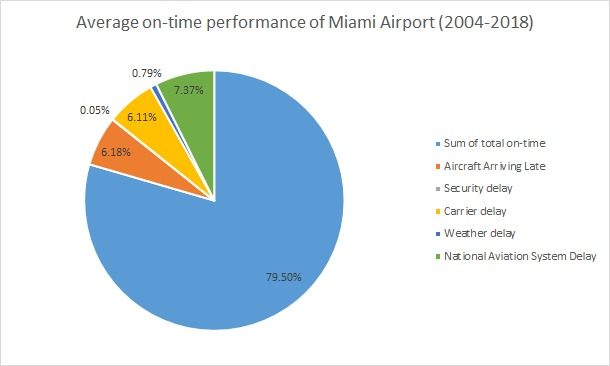 Average on-time performance of Miami Airport (2004-2018)
0.79%
7.37%
0.05%
6.11%
6.18%
79.50%
Sum of total on-time
Aircraft Arriving Late
Security delay
Carrier delay
Weather delay
National Aviation System Delay